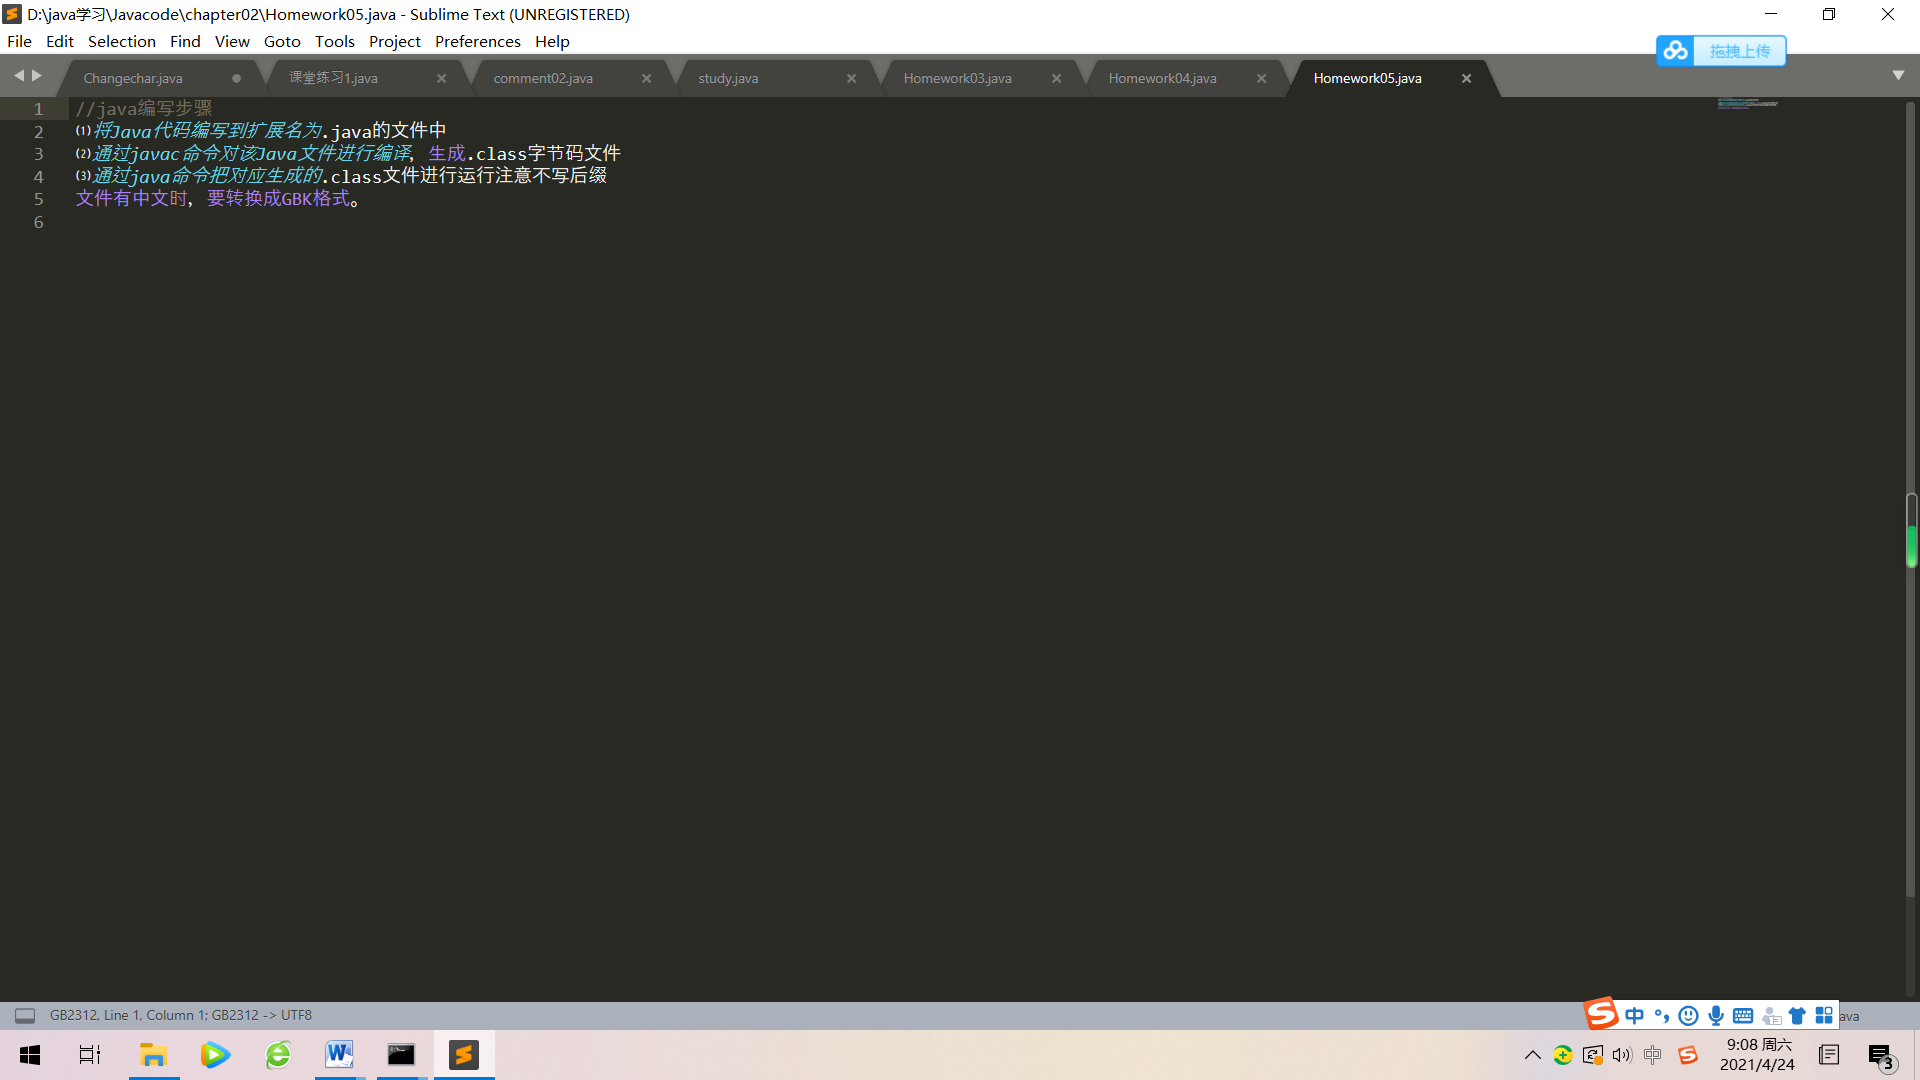 D:\java学习\Javacode\chapter02\Homework05.java - Sublime Text (UNREGISTERED)
File Edit Selection Find View Goto Tools Project Preferences Help
拖拽上传
Changechar.java 课堂练习1.java comment02.java study.java Homework03.java Homework04.java Homework05.java
1 //java编写步骤
2 ⑴将Java代码编写到扩展名为.java的文件中
3 ⑵通过javac命令对该Java文件进行编译, 生成.class字节码文件
4 ⑶通过java命令把对应生成的.class文件进行运行注意不写后缀
5 文件有中文时, 要转换成GBK格式。
6
GB2312, Line 1, Column 1; GB2312 -> UTF8
中
ava
中
9:08 周六
2021/4/24
3